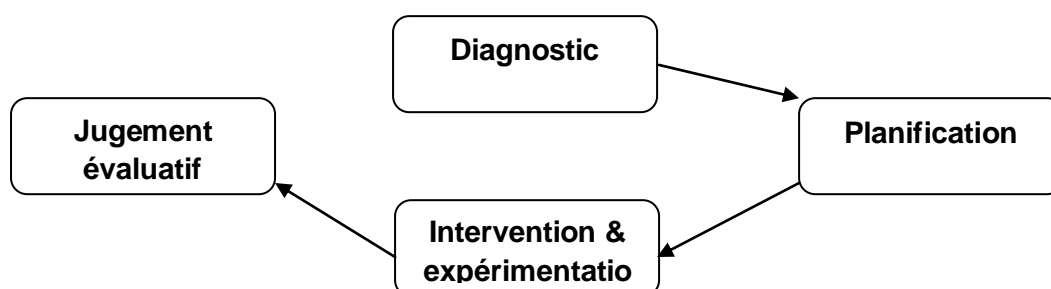 Diagnostic
Planification
Intervention &
expérimentatio
Jugement
évaluatif